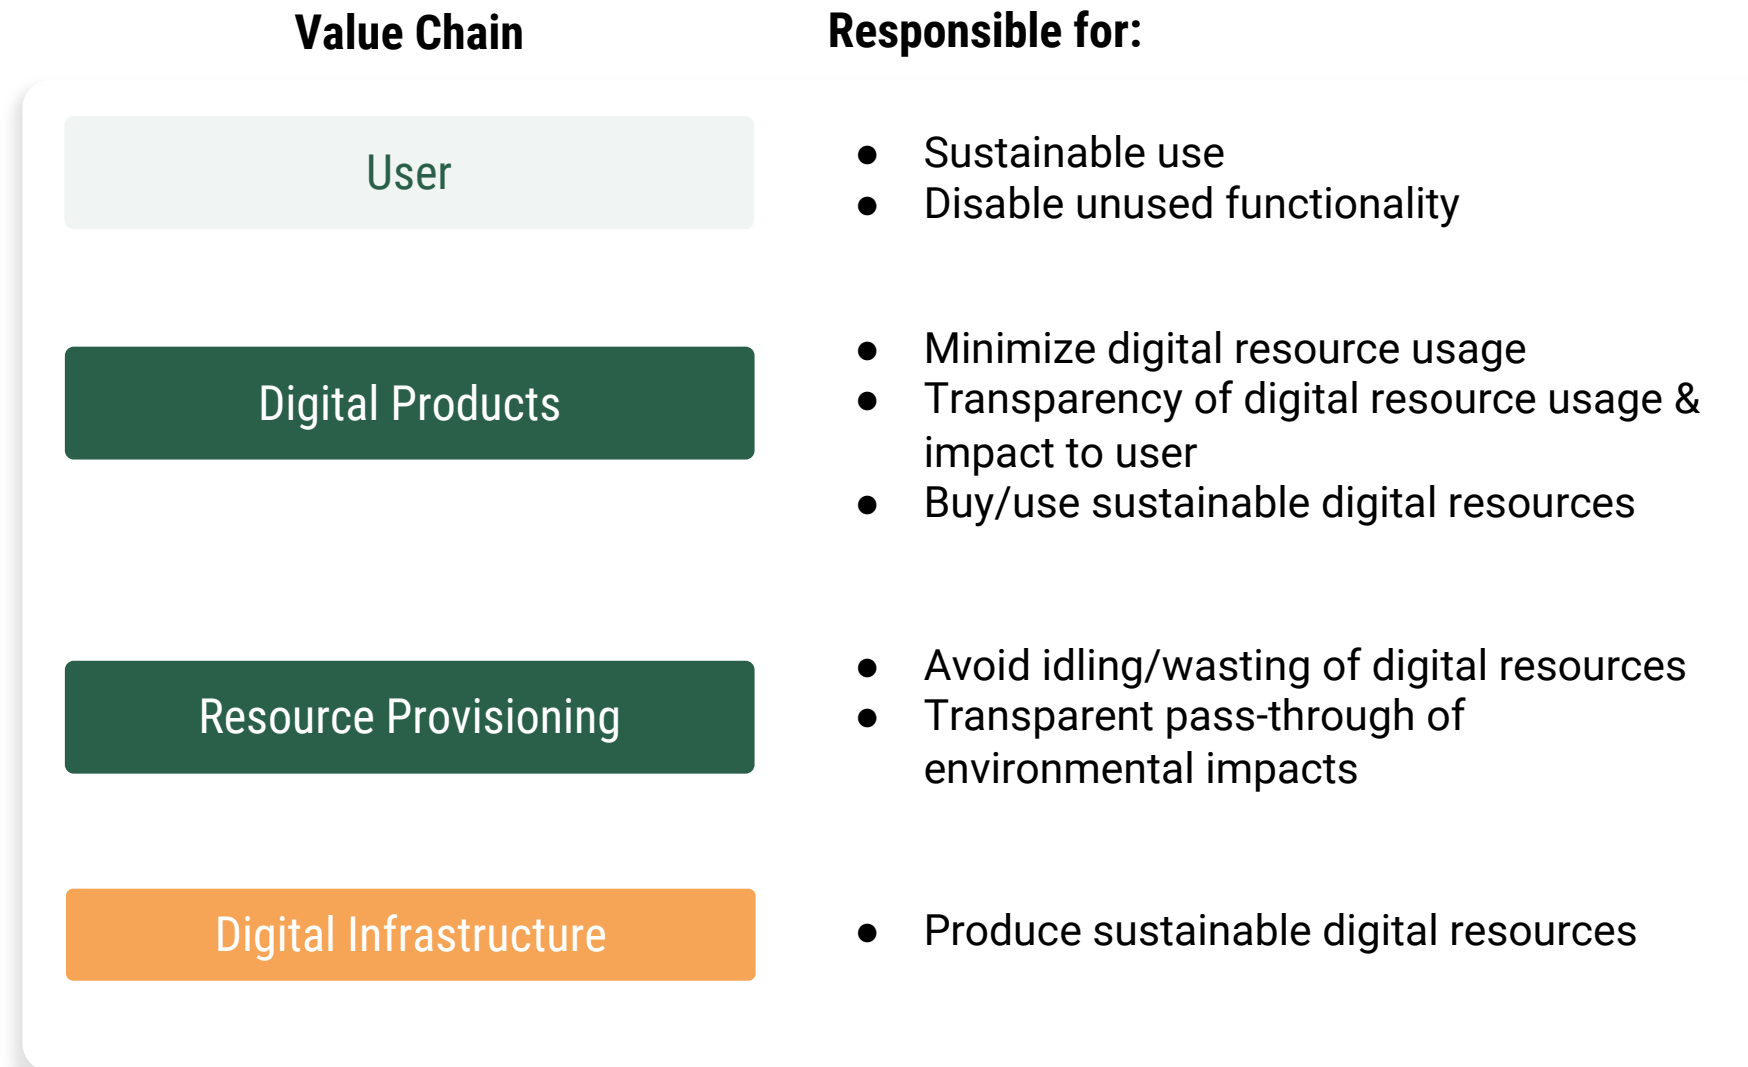 Value Chain
Responsible for:
User
● Sustainable use
● Disable unused functionality
Digital Products
● Minimize digital resource usage
● Transparency of digital resource usage &
impact to user
● Buy/use sustainable digital resources
Resource Provisioning
● Avoid idling/wasting of digital resources
● Transparent pass-through of
environmental impacts
Digital Infrastructure
● Produce sustainable digital resources